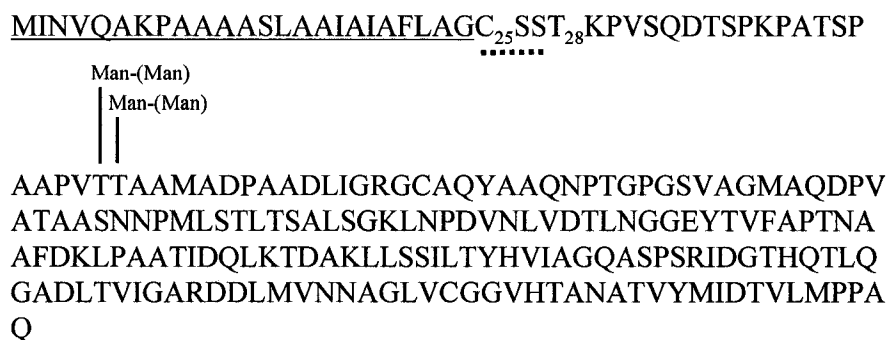 MINVQAKPAAAASLAAIAIAFLAGC₂₅SST₂₈KPVSQDTSPKPATSP
Man-(Man)
Man-(Man)
AAPVTTAAMADPAADLIGRGCAQYAAQNPTGPGSVAGMAQDPV
ATAASNNPMLSTLTSALSGKLNPDVNLVDTLNGGEYTVFAPTNA
AFDKLPAATIDQLKTDAKLLSSILTYHVIAGQASPSRIDGTHQTLQ
GADLTVIGARDDLMVNNAGLVCGGVHTANATVYMIDTVLMPPA
Q